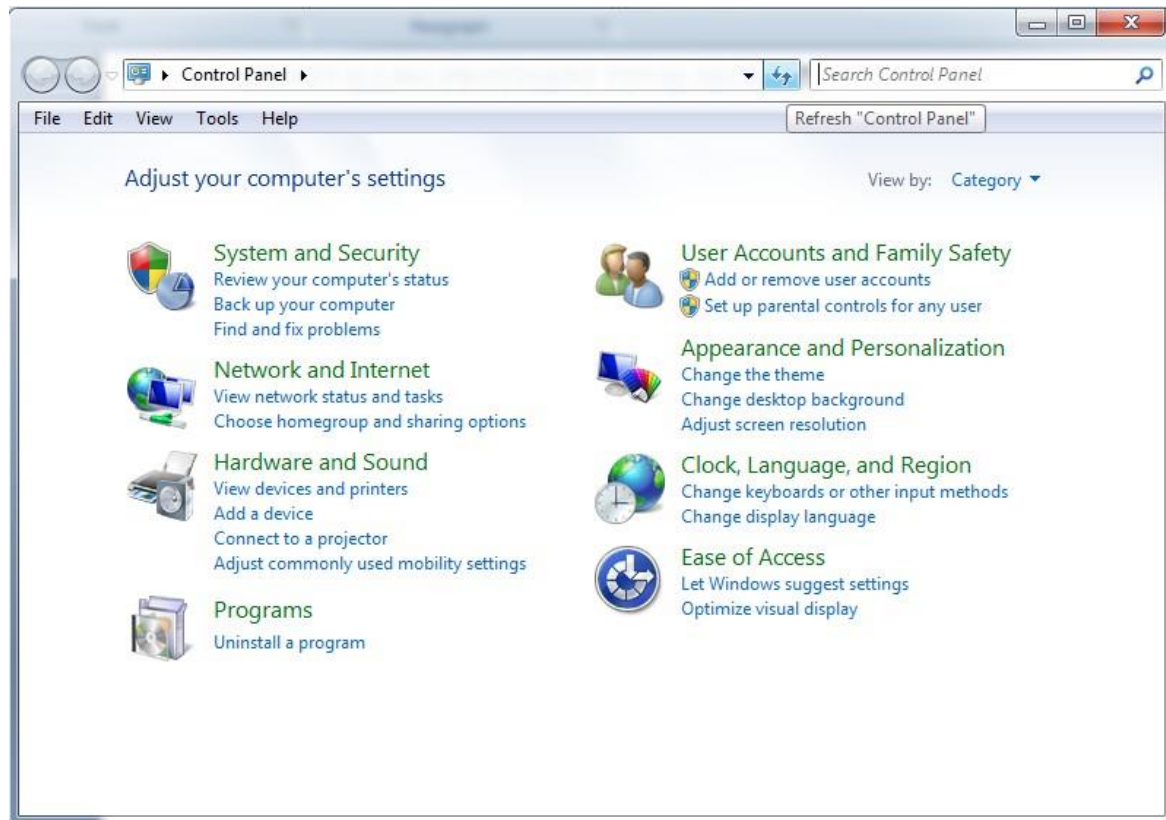 Control Panel
Search Control Panel
File Edit View Tools Help
Refresh "Control Panel"
Adjust your computer's settings
View by: Category
System and Security
Review your computer's status
Back up your computer
Find and fix problems
Network and Internet
View network status and tasks
Choose homegroup and sharing options
Hardware and Sound
View devices and printers
Add a device
Connect to a projector
Adjust commonly used mobility settings
Programs
Uninstall a program
User Accounts and Family Safety
Add or remove user accounts
Set up parental controls for any user
Appearance and Personalization
Change the theme
Change desktop background
Adjust screen resolution
Clock, Language, and Region
Change keyboards or other input methods
Change display language
Ease of Access
Let Windows suggest settings
Optimize visual display